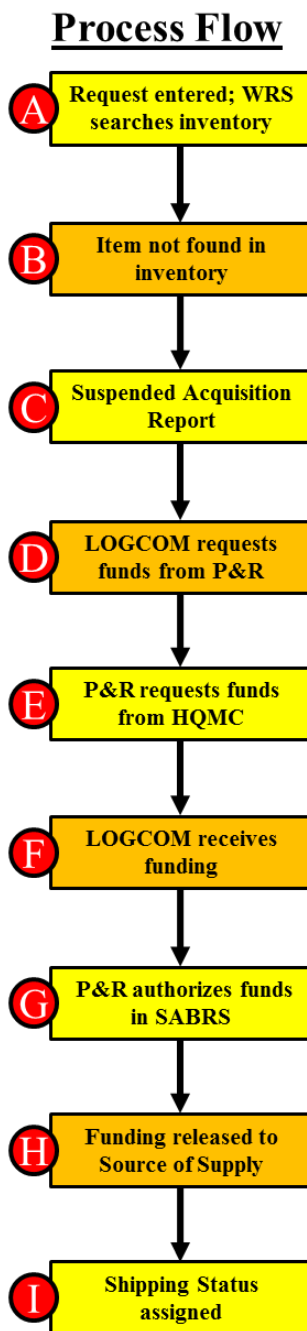 Process Flow
A
Request entered; WRS
searches inventory
B
Item not found in
inventory
C
Suspended Acquisition
Report
D
LOGCOM requests
funds from P&R
E
P&R requests funds
from HQMC
F
LOGCOM receives
funding
G
P&R authorizes funds
in SABRS
H
Funding released to
Source of Supply
I
Shipping Status
assigned